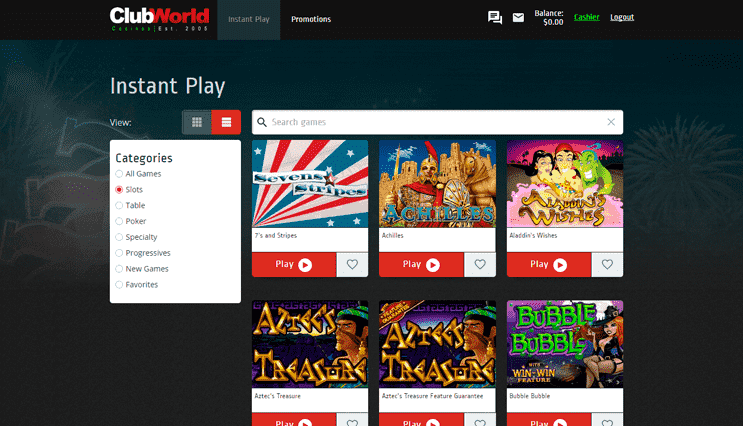 ClubWorld
Casinos|Est. 2005
Instant Play
Promotions
Balance:
$0.00
Cashier
Logout
Instant Play
View:
Search games
Categories
All Games
Slots
Table
Poker
Specialty
Progressives
New Games
Favorites
SEVENS
STRIPES
7's and Stripes
Play
ACHILLES
Achilles
Play
ALADDIN'S
WISHES
Aladdin's Wishes
Play
AZTEC'S
TREASURE
Aztec's Treasure
Play
AZTEC'S
TREASURE
Aztec's Treasure Feature Guarantee
Play
BUBBLE
BUBBLE
WITH
WIN-WIN
FEATURE
Bubble Bubble
Play